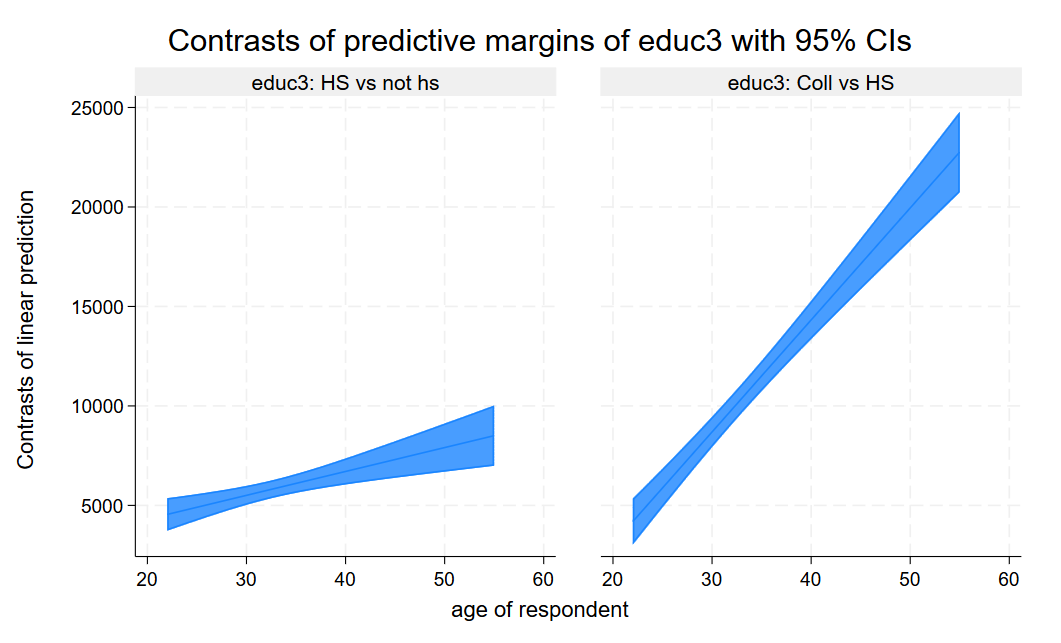 Contrasts of predictive margins of educ3 with 95% CIs
educ3: HS vs not hs
educ3: Coll vs HS
Contrasts of linear prediction
25000
20000
15000
10000
5000
20 30 40 50 60
20 30 40 50 60
age of respondent